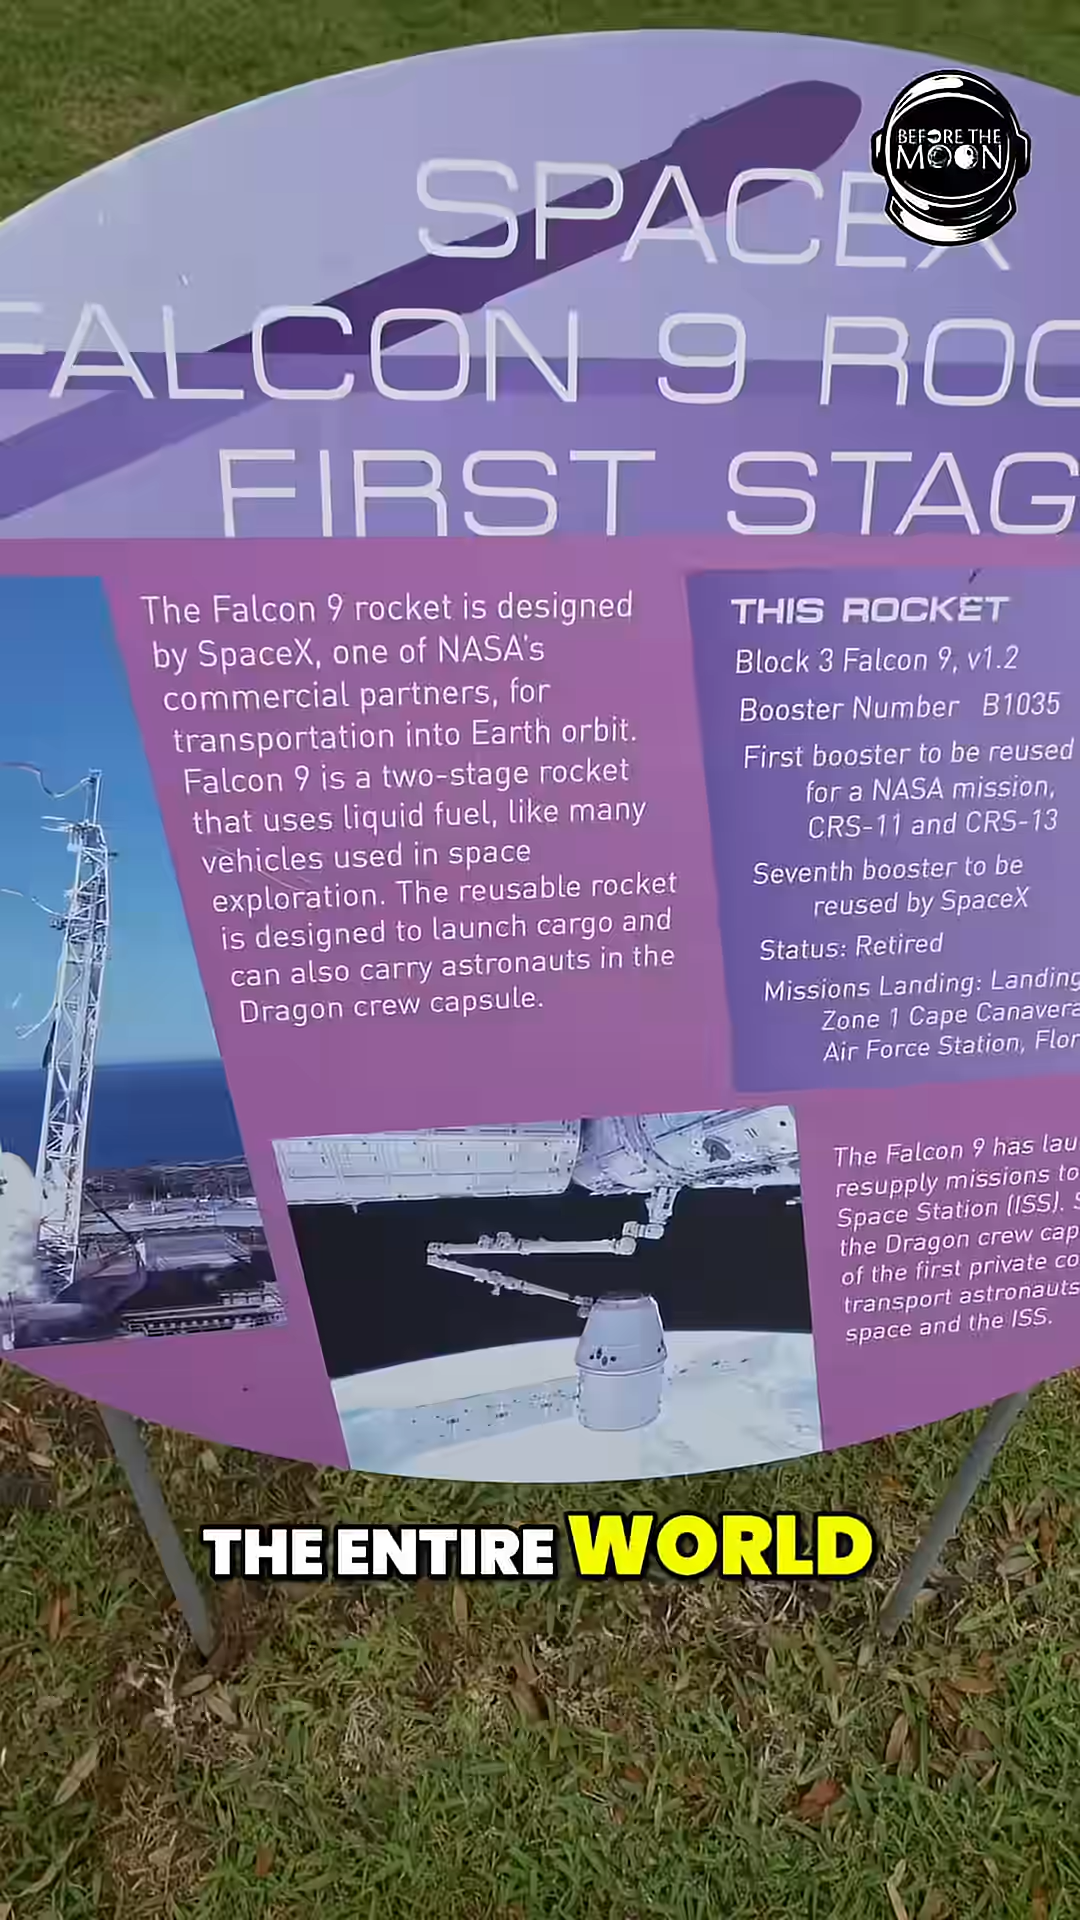 BEFORE THE
MOON
SPACEX
FALCON 9 ROC
FIRST STAG
The Falcon 9 rocket is designed
by SpaceX, one of NASA's
commercial partners, for
transportation into Earth orbit.
Falcon 9 is a two-stage rocket
that uses liquid fuel, like many
vehicles used in space
exploration. The reusable rocket
is designed to launch cargo and
can also carry astronauts in the
Dragon crew capsule.
THIS ROCKET
Block 3 Falcon 9, v1.2
Booster Number B1035
First booster to be reused
for a NASA mission,
CRS-11 and CRS-13
Seventh booster to be
reused by SpaceX
Status: Retired
Missions Landing: Landing
Zone 1 Cape Canavera
Air Force Station, Flor
The Falcon 9 has lau
resupply missions to
Space Station (ISS). S
the Dragon crew cap
of the first private co
transport astronauts
space and the ISS.
THE ENTIRE WORLD